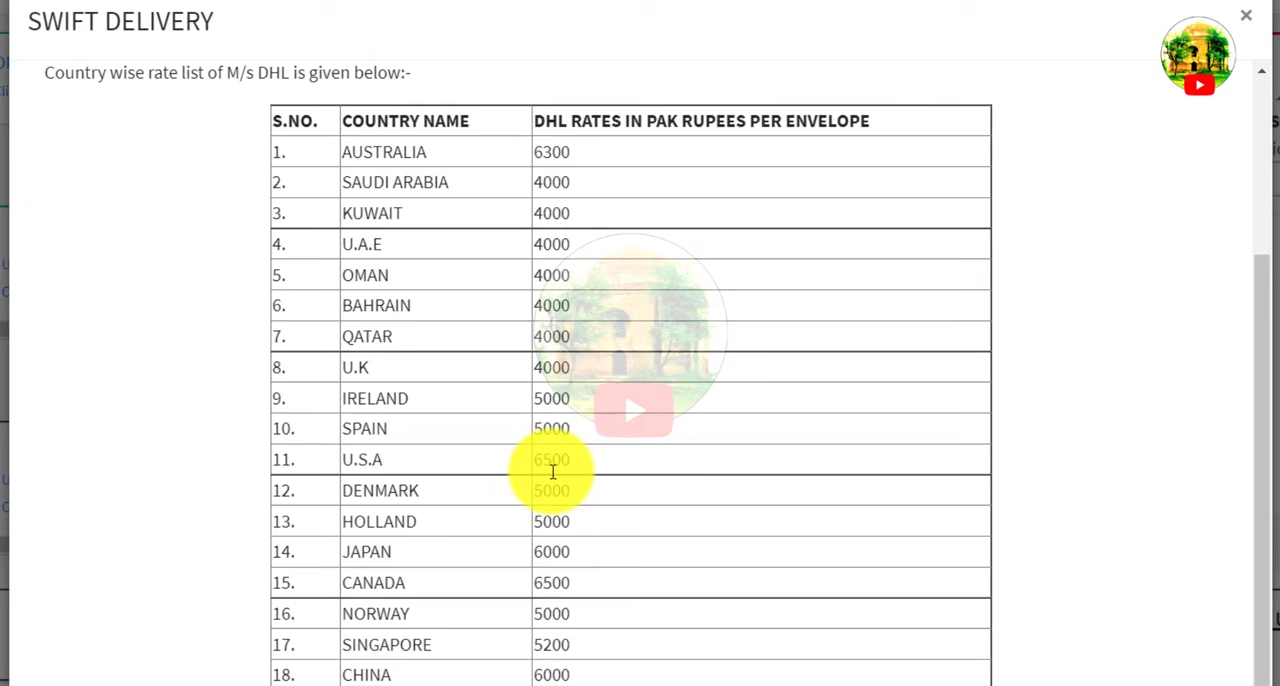 SWIFT DELIVERY
×
Country wise rate list of M/s DHL is given below:-
S.NO. COUNTRY NAME DHL RATES IN PAK RUPEES PER ENVELOPE
1. AUSTRALIA 6300
2. SAUDI ARABIA 4000
3. KUWAIT 4000
4. U.A.E 4000
5. OMAN 4000
6. BAHRAIN 4000
7. QATAR 4000
8. U.K 4000
9. IRELAND 5000
10. SPAIN 5000
11. U.S.A 6500
12. DENMARK 5000
13. HOLLAND 5000
14. JAPAN 6000
15. CANADA 6500
16. NORWAY 5000
17. SINGAPORE 5200
18. CHINA 6000